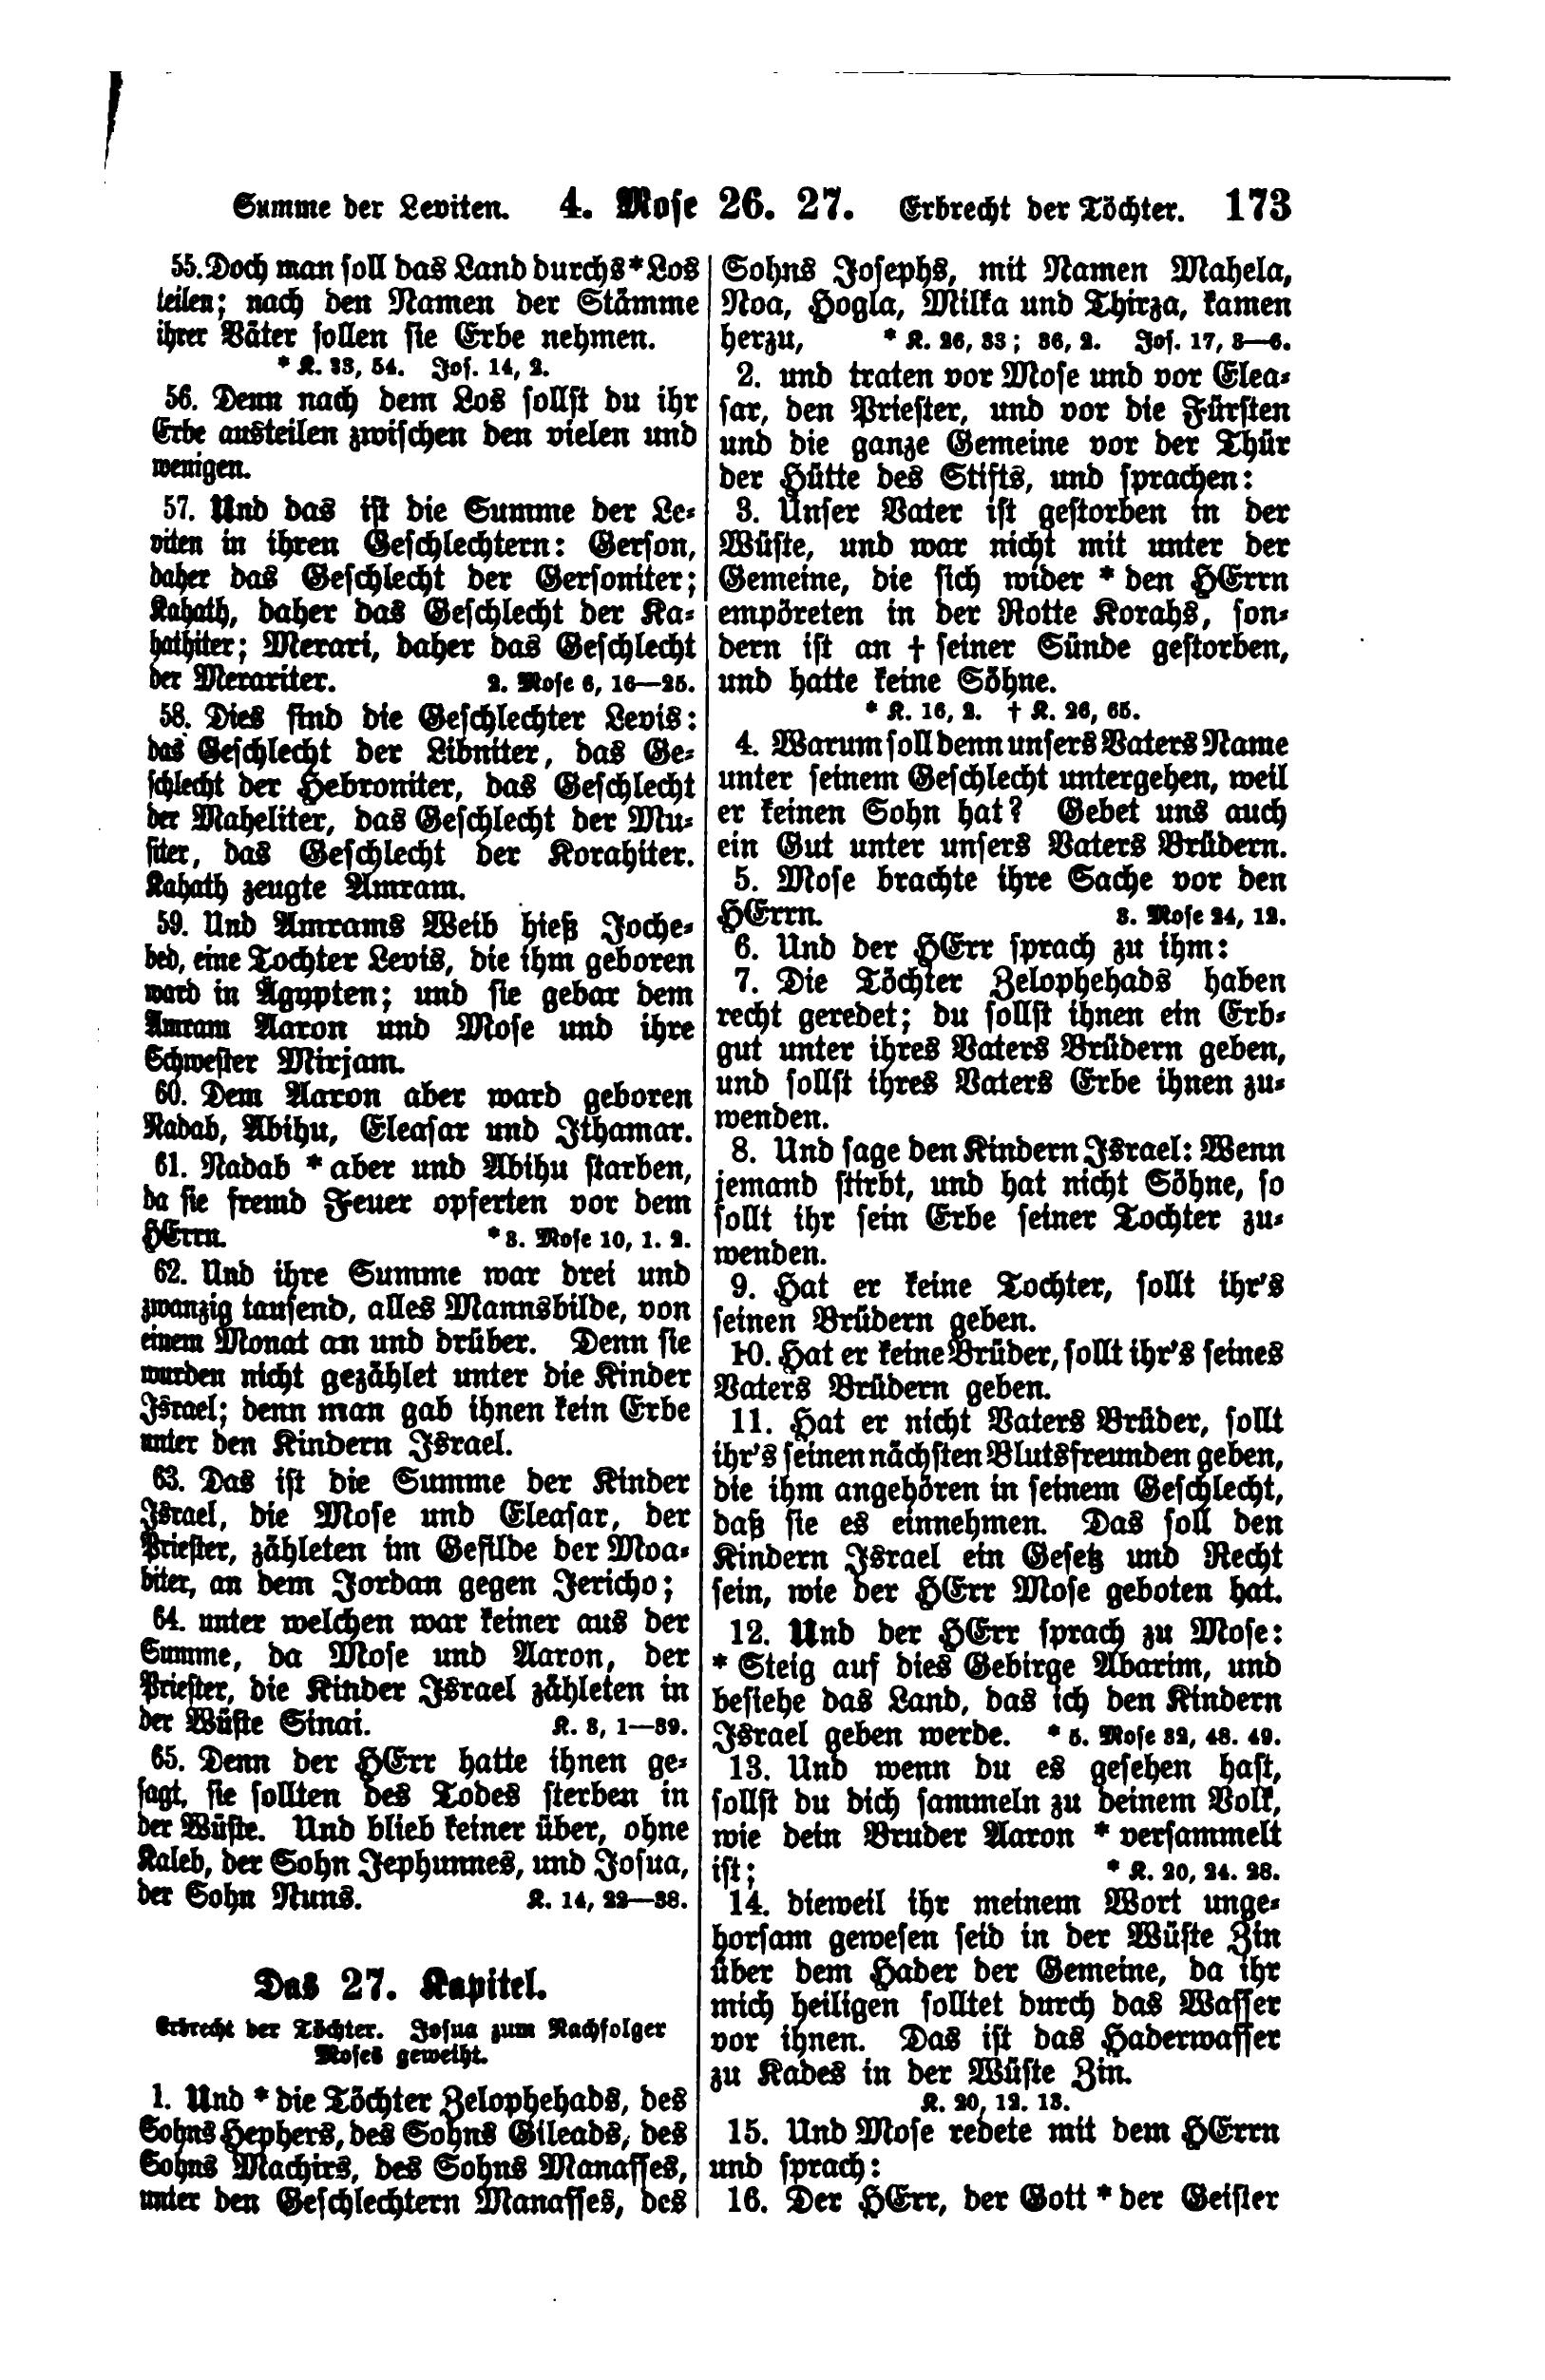 Summe der Leviten. 4. Mose 26. 27. Erbrecht der Töchter. 173
55. Doch man soll das Land durchs * Los
teilen; nach den Namen der Stämme
ihrer Väter sollen sie Erbe nehmen.
* K. 33, 54. Jos. 14, 2.
56. Denn nach dem Los sollst du ihr
Erbe austeilen zwischen den vielen und
wenigen.
57. Und das ist die Summe der Le-
viten in ihren Geschlechtern: Gerson,
daher das Geschlecht der Gersoniter;
Kahath, daher das Geschlecht der Ka-
hathiter; Merari, daher das Geschlecht
der Merariter. 2. Mose 6, 16—25.
58. Dies sind die Geschlechter Levis:
das Geschlecht der Libniter, das Ge-
schlecht der Hebroniter, das Geschlecht
der Maheliter, das Geschlecht der Mu-
siter, das Geschlecht der Korahiter.
Kahath zeugte Amram.
59. Und Amrams Weib hieß Joche-
bed, eine Tochter Levis, die ihm geboren
ward in Ägypten; und sie gebar dem
Amram Aaron und Mose und ihre
Schwester Mirjam.
60. Dem Aaron aber ward geboren
Nadab, Abihu, Eleasar und Ithamar.
61. Nadab * aber und Abihu starben,
da sie fremd Feuer opferten vor dem
HErrn. * 3. Mose 10, 1. 2.
62. Und ihre Summe war drei und
zwanzig tausend, alles Mannsbilde, von
einem Monat an und drüber. Denn sie
wurden nicht gezählet unter die Kinder
Israel; denn man gab ihnen kein Erbe
unter den Kindern Israel.
63. Das ist die Summe der Kinder
Israel, die Mose und Eleasar, der
Priester, zähleten im Gefilde der Moa-
biter, an dem Jordan gegen Jericho;
64. unter welchen war keiner aus der
Summe, da Mose und Aaron, der
Priester, die Kinder Israel zähleten in
der Wüste Sinai. K. 3, 1—39.
65. Denn der HErr hatte ihnen ge-
sagt, sie sollten des Todes sterben in
der Wüste. Und blieb keiner über, ohne
Kaleb, der Sohn Jephunnes, und Josua,
der Sohn Nuns. K. 14, 22—38.
Das 27. Kapitel.
Erbrecht der Töchter. Josua zum Nachfolger
Moses geweiht.
1. Und * die Töchter Zelophehads, des
Sohns Hephers, des Sohns Gileads, des
Sohns Machirs, des Sohns Manasses,
unter den Geschlechtern Manasses, des
Sohns Josephs, mit Namen Mahela,
Noa, Hogla, Milka und Thirza, kamen
herzu, * K. 26, 33; 36, 2. Jos. 17, 3—6.
2. und traten vor Mose und vor Elea-
sar, den Priester, und vor die Fürsten
und die ganze Gemeine vor der Thür
der Hütte des Stifts, und sprachen:
3. Unser Vater ist gestorben in der
Wüste, und war nicht mit unter der
Gemeine, die sich wider * den HErrn
empöreten in der Rotte Korahs, son-
dern ist an † seiner Sünde gestorben,
und hatte keine Söhne.
* K. 16, 2. † K. 26, 65.
4. Warum soll denn unsers Vaters Name
unter seinem Geschlecht untergehen, weil
er keinen Sohn hat? Gebet uns auch
ein Gut unter unsers Vaters Brüdern.
5. Mose brachte ihre Sache vor den
HErrn. 3. Mose 24, 12.
6. Und der HErr sprach zu ihm:
7. Die Töchter Zelophehads haben
recht geredet; du sollst ihnen ein Erb-
gut unter ihres Vaters Brüdern geben,
und sollst ihres Vaters Erbe ihnen zu-
wenden.
8. Und sage den Kindern Israel: Wenn
jemand stirbt, und hat nicht Söhne, so
sollt ihr sein Erbe seiner Tochter zu-
wenden.
9. Hat er keine Tochter, sollt ihr's
seinen Brüdern geben.
10. Hat er keine Brüder, sollt ihr's seines
Vaters Brüdern geben.
11. Hat er nicht Vaters Brüder, sollt
ihr's seinen nächsten Blutsfreunden geben,
die ihm angehören in seinem Geschlecht,
daß sie es einnehmen. Das soll den
Kindern Israel ein Gesetz und Recht
sein, wie der HErr Mose geboten hat.
12. Und der HErr sprach zu Mose:
* Steig auf dies Gebirge Abarim, und
besiehe das Land, das ich den Kindern
Israel geben werde. * 5. Mose 32, 48. 49.
13. Und wenn du es gesehen hast,
sollst du dich sammeln zu deinem Volk,
wie dein Bruder Aaron * versammelt
ist; * K. 20, 24. 28.
14. dieweil ihr meinem Wort unge-
horsam gewesen seid in der Wüste Zin
über dem Hader der Gemeine, da ihr
mich heiligen solltet durch das Wasser
vor ihnen. Das ist das Haderwasser
zu Kades in der Wüste Zin.
K. 20, 12. 13.
15. Und Mose redete mit dem HErrn
und sprach:
16. Der HErr, der Gott * der Geister